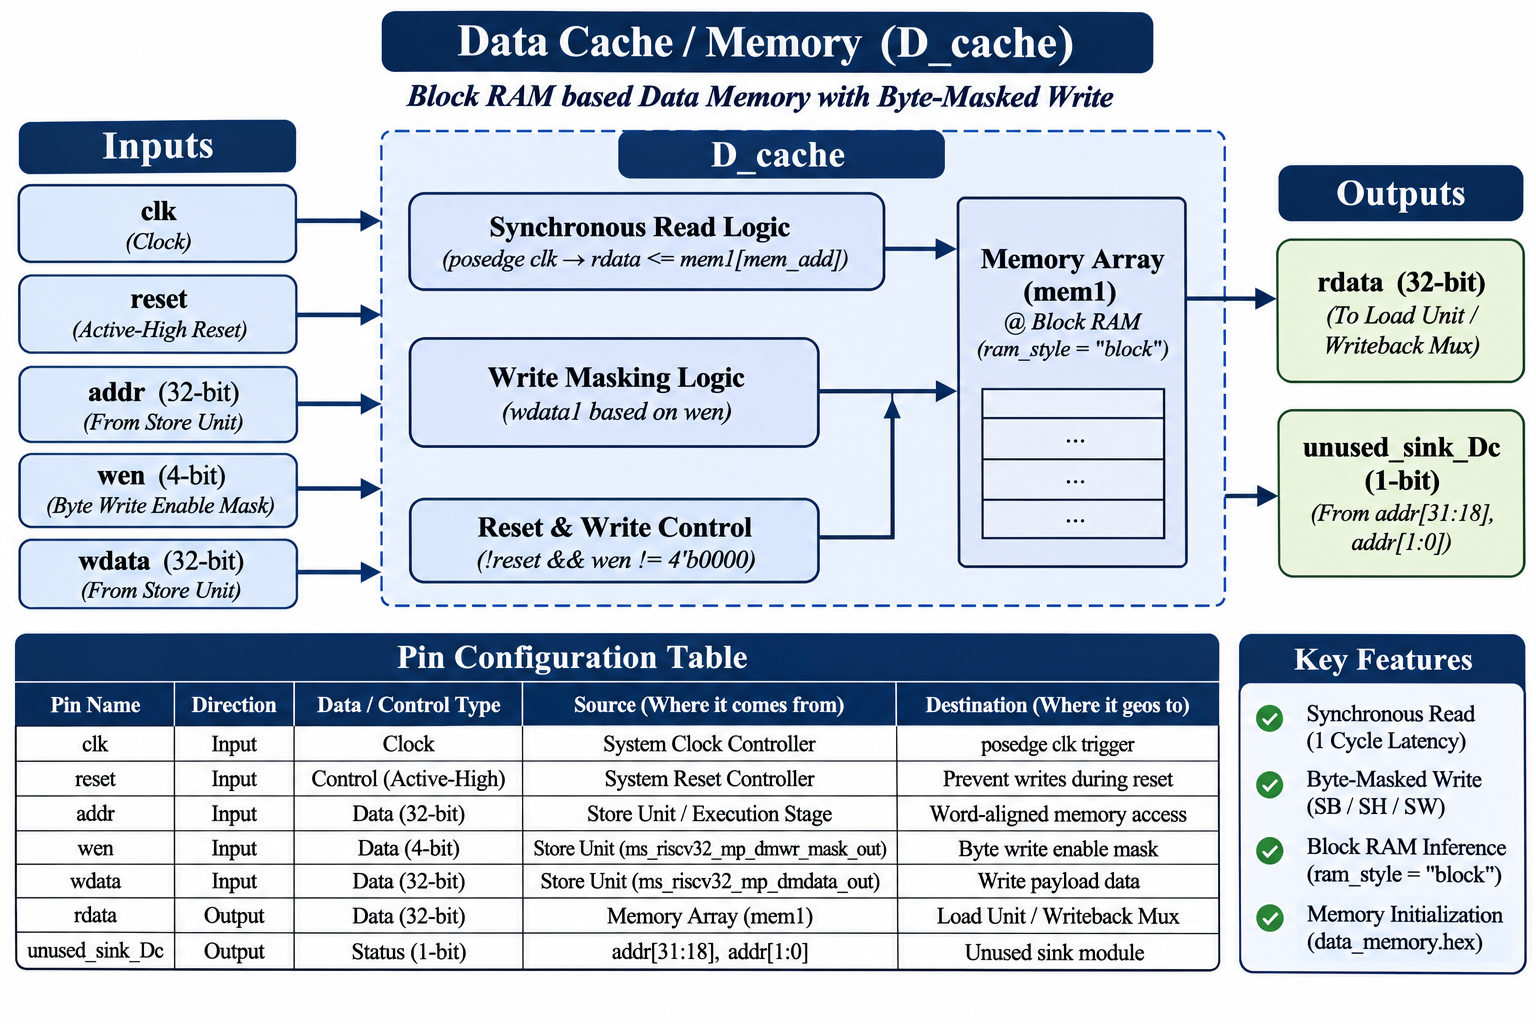 Data Cache / Memory (D_cache)
Block RAM based Data Memory with Byte-Masked Write
Inputs
clk
(Clock)
reset
(Active-High Reset)
addr (32-bit)
(From Store Unit)
wen (4-bit)
(Byte Write Enable Mask)
wdata (32-bit)
(From Store Unit)
D_cache
Synchronous Read Logic
(posedge clk → rdata <= mem1[mem_add])
Write Masking Logic
(wdata1 based on wen)
Reset & Write Control
(!reset && wen != 4'b0000)
Memory Array
(mem1)
@ Block RAM
(ram_style = "block")
...
...
...
Outputs
rdata (32-bit)
(To Load Unit /
Writeback Mux)
unused_sink_Dc
(1-bit)
(From addr[31:18],
addr[1:0])
Pin Configuration Table
Pin Name Direction Data / Control Type Source (Where it comes from) Destination (Where it geos to)
clk Input Clock System Clock Controller posedge clk trigger
reset Input Control (Active-High) System Reset Controller Prevent writes during reset
addr Input Data (32-bit) Store Unit / Execution Stage Word-aligned memory access
wen Input Data (4-bit) Store Unit (ms_riscv32_mp_dmwr_mask_out) Byte write enable mask
wdata Input Data (32-bit) Store Unit (ms_riscv32_mp_dmdata_out) Write payload data
rdata Output Data (32-bit) Memory Array (mem1) Load Unit / Writeback Mux
unused_sink_Dc Output Status (1-bit) addr[31:18], addr[1:0] Unused sink module
Key Features
Synchronous Read
(1 Cycle Latency)
Byte-Masked Write
(SB / SH / SW)
Block RAM Inference
(ram_style = "block")
Memory Initialization
(data_memory.hex)